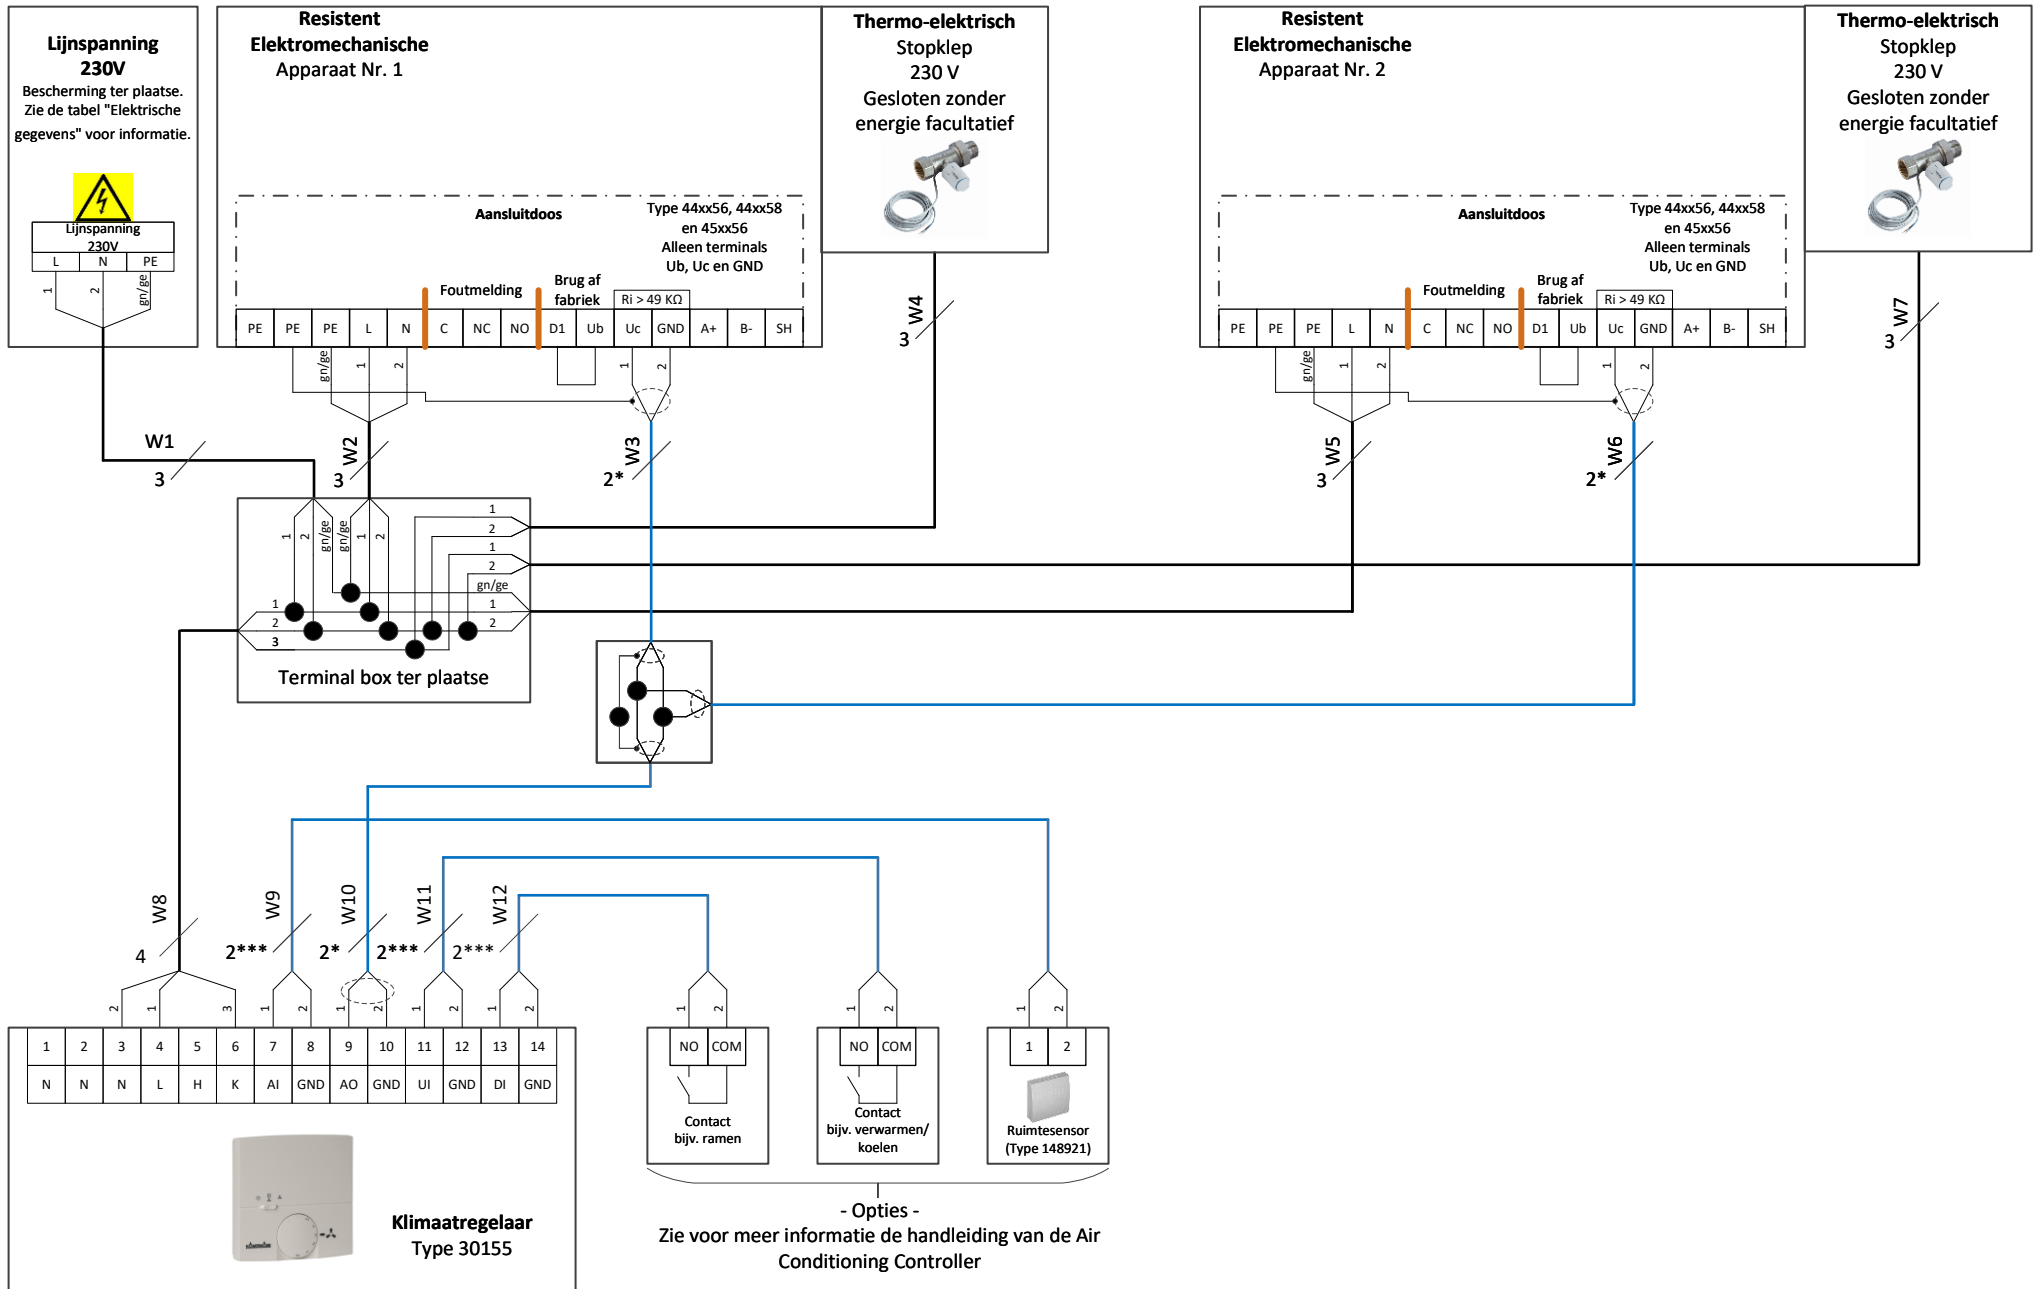 Lijnspanning
230V
Bescherming ter plaatse.
Zie de tabel "Elektrische
gegevens" voor informatie.
Lijnspanning
230V
L N PE
1 2 gn/ge
Resistent
Elektromechanische
Apparaat Nr. 1
Aansluitdoos
Type 44xx56, 44xx58
en 45xx56
Alleen terminals
Ub, Uc en GND
Foutmelding
Brug af
fabriek
Ri > 49 KΩ
PE PE PE L N C NC NO D1 Ub Uc GND A+ B- SH
gn/ge 1 2 1 2
Thermo-elektrisch
Stopklep
230 V
Gesloten zonder
energie facultatief
W4
3
Resistent
Elektromechanische
Apparaat Nr. 2
Aansluitdoos
Type 44xx56, 44xx58
en 45xx56
Alleen terminals
Ub, Uc en GND
Foutmelding
Brug af
fabriek
Ri > 49 KΩ
PE PE PE L N C NC NO D1 Ub Uc GND A+ B- SH
gn/ge 1 2 1 2
Thermo-elektrisch
Stopklep
230 V
Gesloten zonder
energie facultatief
W7
3
W1
3
W2
3
W3
2*
W5
3
W6
2*
1 2 gn/ge gn/ge 1 2
1
2
1
2
gn/ge
1
2
1
2
3
Terminal box ter plaatse
W8
4
W9
2***
W10
2*
W11
2***
W12
2***
2 1 3 1 2 1 2 1 2 1 2
1 2 3 4 5 6 7 8 9 10 11 12 13 14
N N N L H K AI GND AO GND UI GND DI GND
Klimaatregelaar
Type 30155
1 2
NO COM
Contact
bijv. ramen
1 2
NO COM
Contact
bijv. verwarmen/
koelen
1 2
1 2
Ruimtesensor
(Type 148921)
- Opties -
Zie voor meer informatie de handleiding van de Air
Conditioning Controller